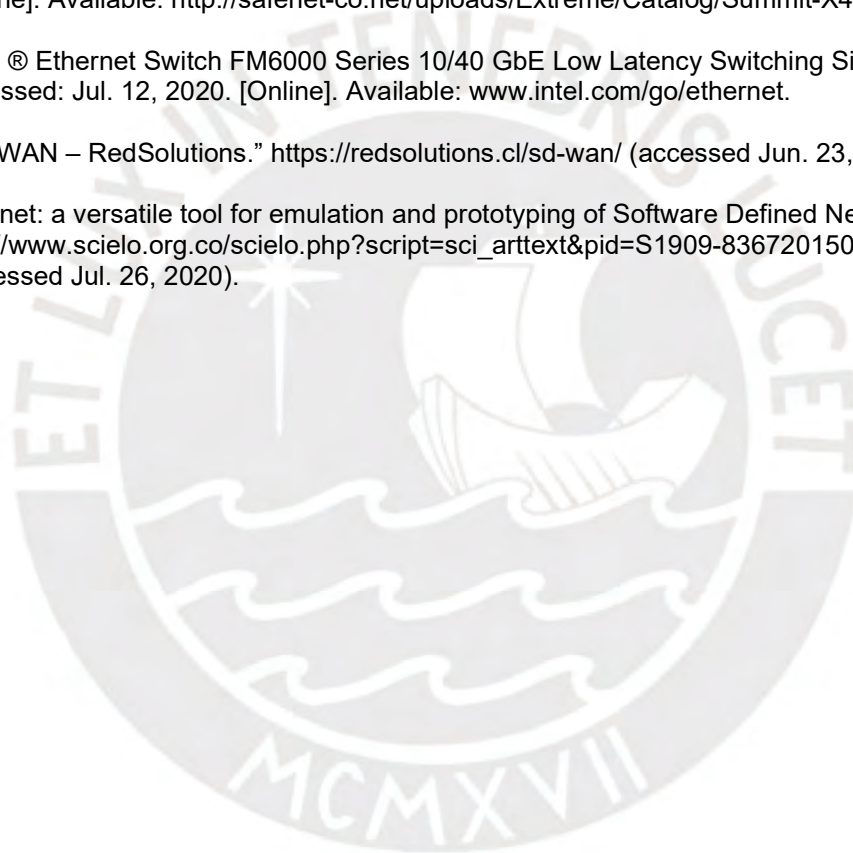 ne]. Available: http://safenet-co.net/uploads/Extreme/Catalog/Summit-X4
® Ethernet Switch FM6000 Series 10/40 GbE Low Latency Switching Si
ssed: Jul. 12, 2020. [Online]. Available: www.intel.com/go/ethernet.
WAN – RedSolutions.” https://redsolutions.cl/sd-wan/ (accessed Jun. 23,
net: a versatile tool for emulation and prototyping of Software Defined Ne
//www.scielo.org.co/scielo.php?script=sci_arttext&pid=S1909-836720150
essed Jul. 26, 2020).
ET LUX IN TENEBRIS LUCET
MCMXVII